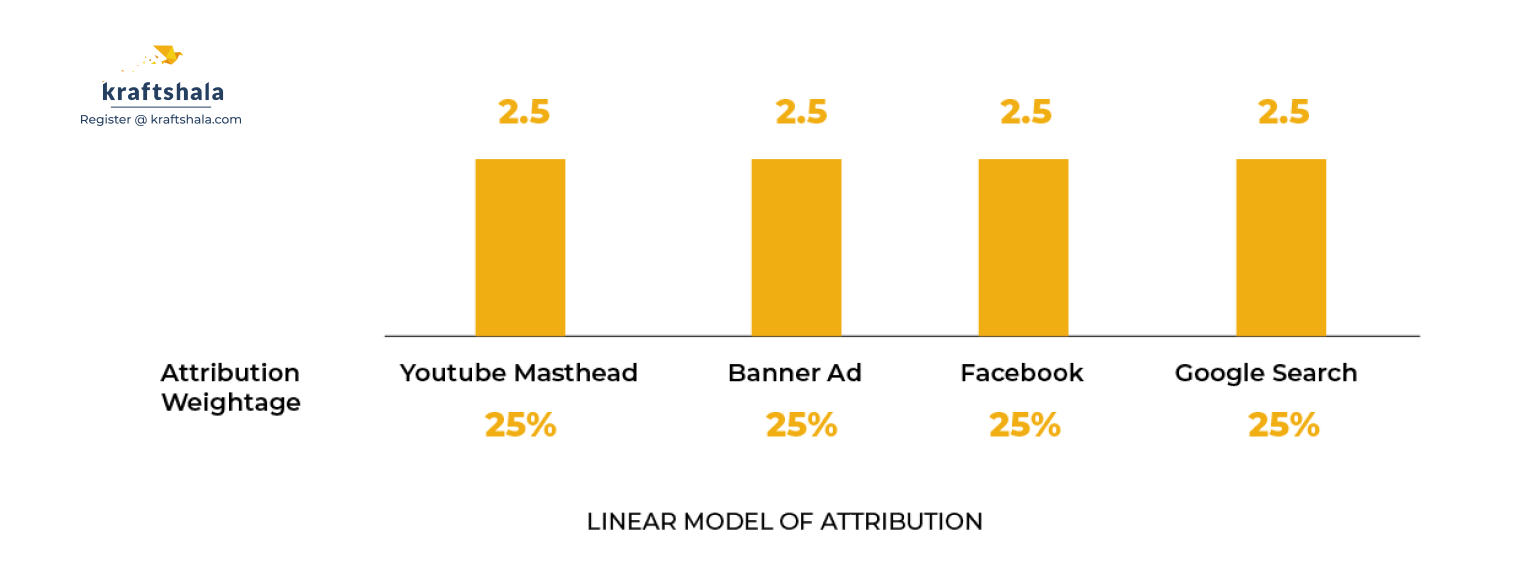 kraftshala
Register @ kraftshala.com
2.5 2.5 2.5 2.5
Attribution
Weightage
Youtube Masthead Banner Ad Facebook Google Search
25% 25% 25% 25%
LINEAR MODEL OF ATTRIBUTION